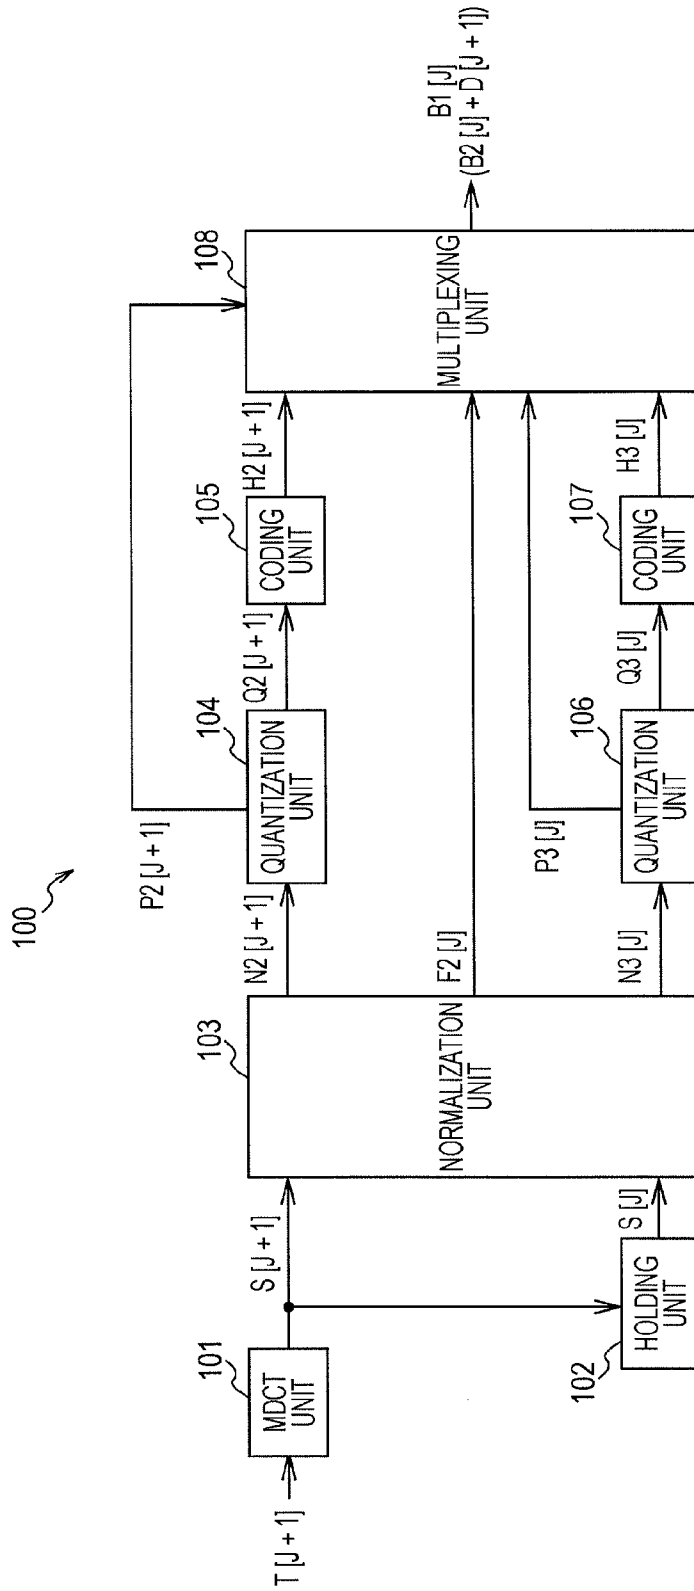 100
T [J + 1]
101
MDCT
UNIT
S [J + 1]
102
HOLDING
UNIT
S [J]
103
NORMALIZATION
UNIT
N2 [J + 1]
F2 [J]
N3 [J]
P2 [J + 1]
104
QUANTIZATION
UNIT
Q2 [J + 1]
105
CODING
UNIT
H2 [J + 1]
P3 [J]
106
QUANTIZATION
UNIT
Q3 [J]
107
CODING
UNIT
H3 [J]
108
MULTIPLEXING
UNIT
B1 [J]
(B2 [J] + D [J + 1])